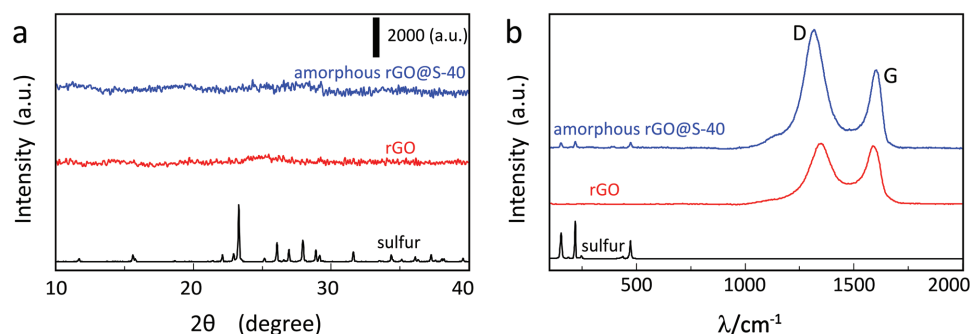 a
2000 (a.u.)
amorphous rGO@S-40
rGO
sulfur
Intensity (a.u.)
10
20
30
40
2θ (degree)
b
D
G
amorphous rGO@S-40
rGO
sulfur
Intensity (a.u.)
500
1000
1500
2000
λ/cm⁻¹